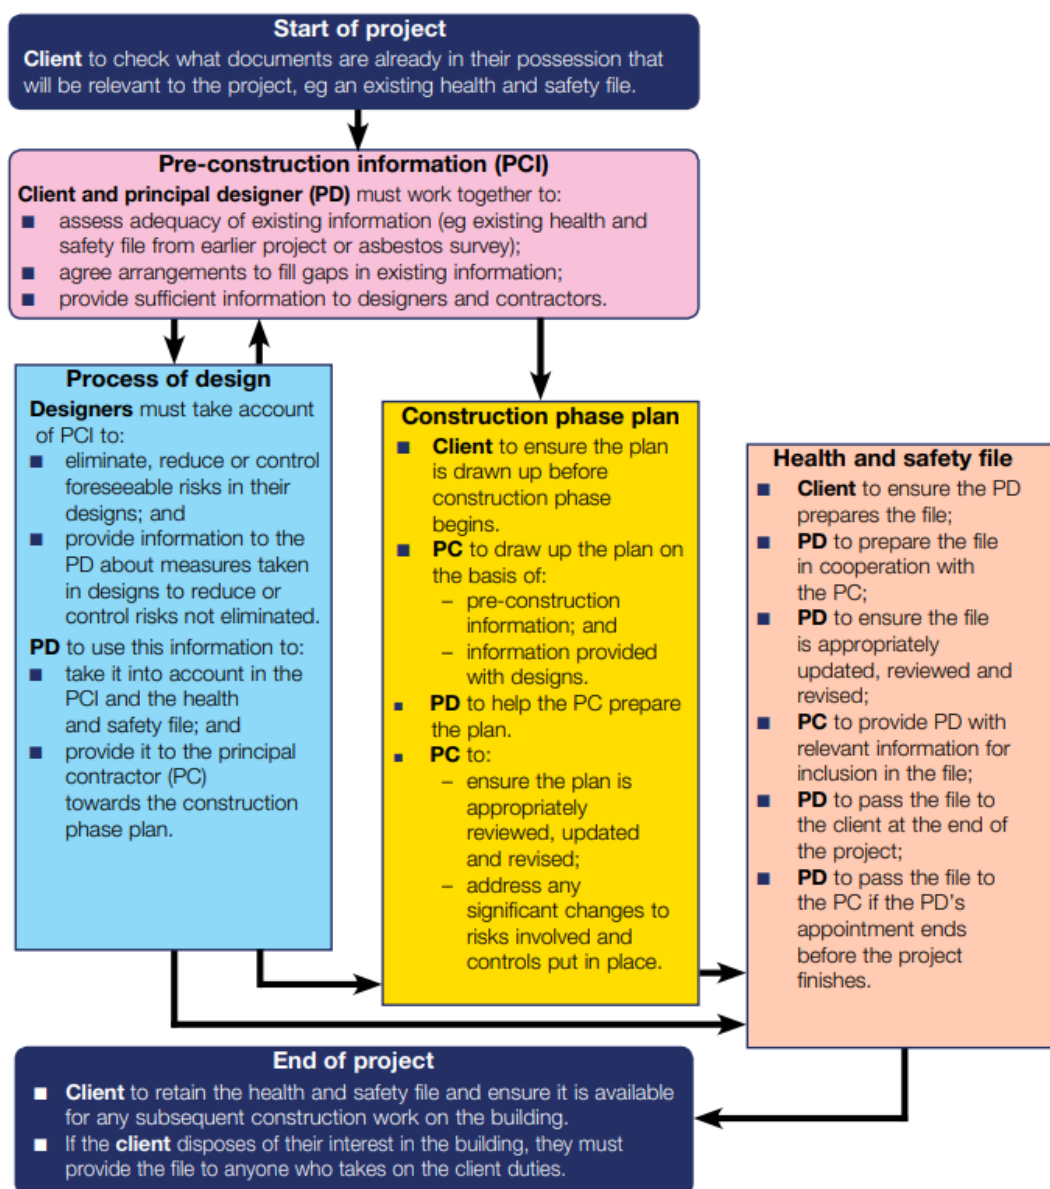 Start of project
Client to check what documents are already in their possession that
will be relevant to the project, eg an existing health and safety file.
Pre-construction information (PCI)
Client and principal designer (PD) must work together to:
■ assess adequacy of existing information (eg existing health and
safety file from earlier project or asbestos survey);
■ agree arrangements to fill gaps in existing information;
■ provide sufficient information to designers and contractors.
Process of design
Designers must take account
of PCI to:
■ eliminate, reduce or control
foreseeable risks in their
designs; and
■ provide information to the
PD about measures taken
in designs to reduce or
control risks not eliminated.
PD to use this information to:
■ take it into account in the
PCI and the health
and safety file; and
■ provide it to the principal
contractor (PC)
towards the construction
phase plan.
Construction phase plan
■ Client to ensure the plan
is drawn up before
construction phase
begins.
■ PC to draw up the plan on
the basis of:
– pre-construction
information; and
– information provided
with designs.
■ PD to help the PC prepare
the plan.
■ PC to:
– ensure the plan is
appropriately
reviewed, updated
and revised;
– address any
significant changes to
risks involved and
controls put in place.
Health and safety file
■ Client to ensure the PD
prepares the file;
■ PD to prepare the file
in cooperation with
the PC;
■ PD to ensure the file
is appropriately
updated, reviewed and
revised;
■ PC to provide PD with
relevant information for
inclusion in the file;
■ PD to pass the file to
the client at the end of
the project;
■ PD to pass the file to
the PC if the PD’s
appointment ends
before the project
finishes.
End of project
■ Client to retain the health and safety file and ensure it is available
for any subsequent construction work on the building.
■ If the client disposes of their interest in the building, they must
provide the file to anyone who takes on the client duties.